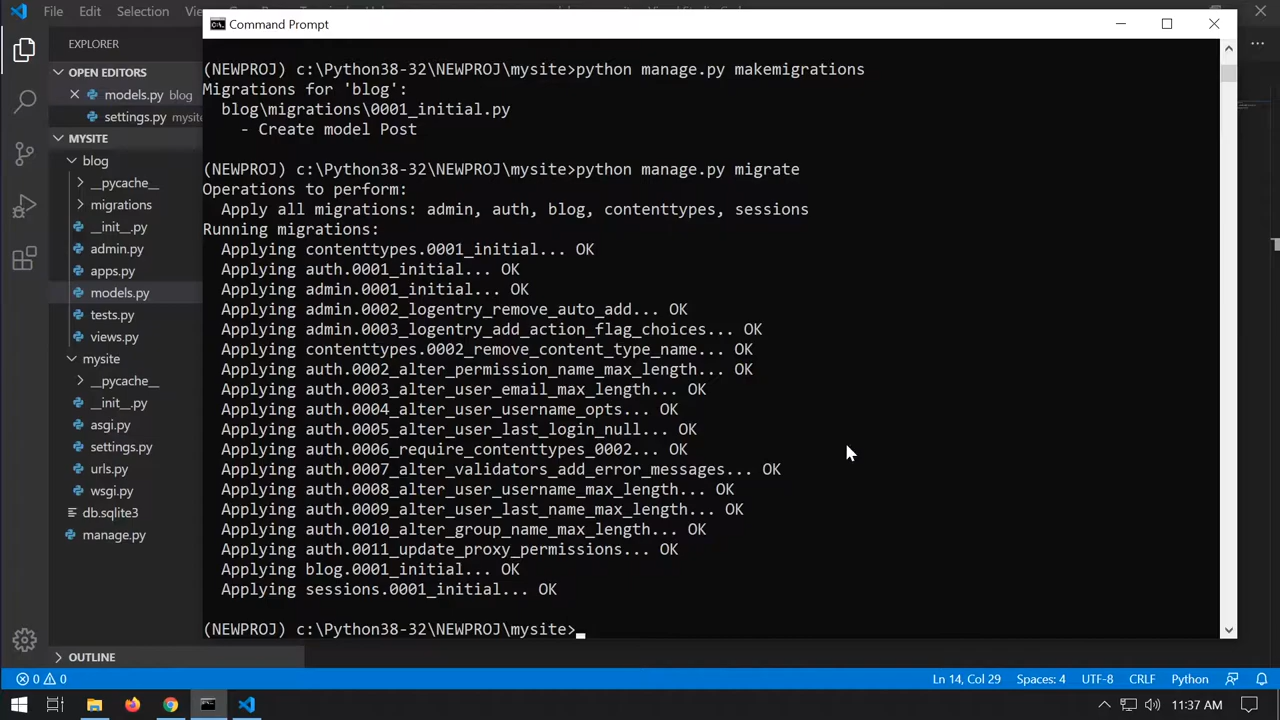 File Edit Selection
Command Prompt
EXPLORER
OPEN EDITORS
models.py blog
settings.py mysite
MYSITE
blog
__pycache__
migrations
__init__.py
admin.py
apps.py
models.py
tests.py
views.py
mysite
__pycache__
__init__.py
asgi.py
settings.py
urls.py
wsgi.py
db.sqlite3
manage.py
OUTLINE
(NEWPROJ) c:\Python38-32\NEWPROJ\mysite>python manage.py makemigrations
Migrations for 'blog':
blog\migrations\0001_initial.py
- Create model Post
(NEWPROJ) c:\Python38-32\NEWPROJ\mysite>python manage.py migrate
Operations to perform:
Apply all migrations: admin, auth, blog, contenttypes, sessions
Running migrations:
Applying contenttypes.0001_initial... OK
Applying auth.0001_initial... OK
Applying admin.0001_initial... OK
Applying admin.0002_logentry_remove_auto_add... OK
Applying admin.0003_logentry_add_action_flag_choices... OK
Applying contenttypes.0002_remove_content_type_name... OK
Applying auth.0002_alter_permission_name_max_length... OK
Applying auth.0003_alter_user_email_max_length... OK
Applying auth.0004_alter_user_username_opts... OK
Applying auth.0005_alter_user_last_login_null... OK
Applying auth.0006_require_contenttypes_0002... OK
Applying auth.0007_alter_validators_add_error_messages... OK
Applying auth.0008_alter_user_username_max_length... OK
Applying auth.0009_alter_user_last_name_max_length... OK
Applying auth.0010_alter_group_name_max_length... OK
Applying auth.0011_update_proxy_permissions... OK
Applying blog.0001_initial... OK
Applying sessions.0001_initial... OK
(NEWPROJ) c:\Python38-32\NEWPROJ\mysite>
0 0
Ln 14, Col 29 Spaces: 4 UTF-8 CRLF Python
11:37 AM